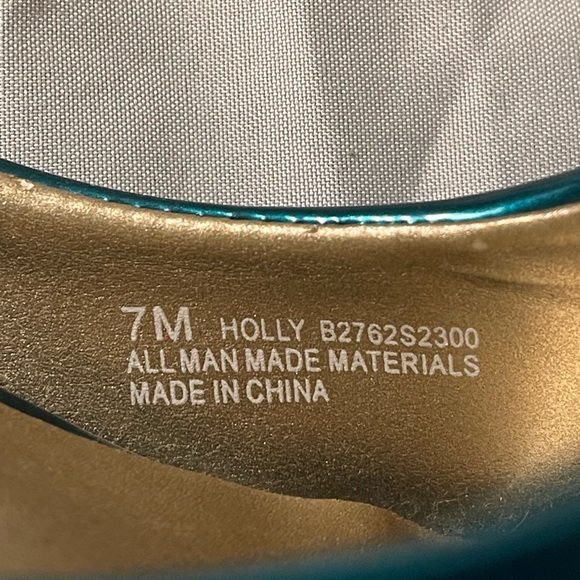 7M HOLLY B2762S2300
ALL MAN MADE MATERIALS
MADE IN CHINA